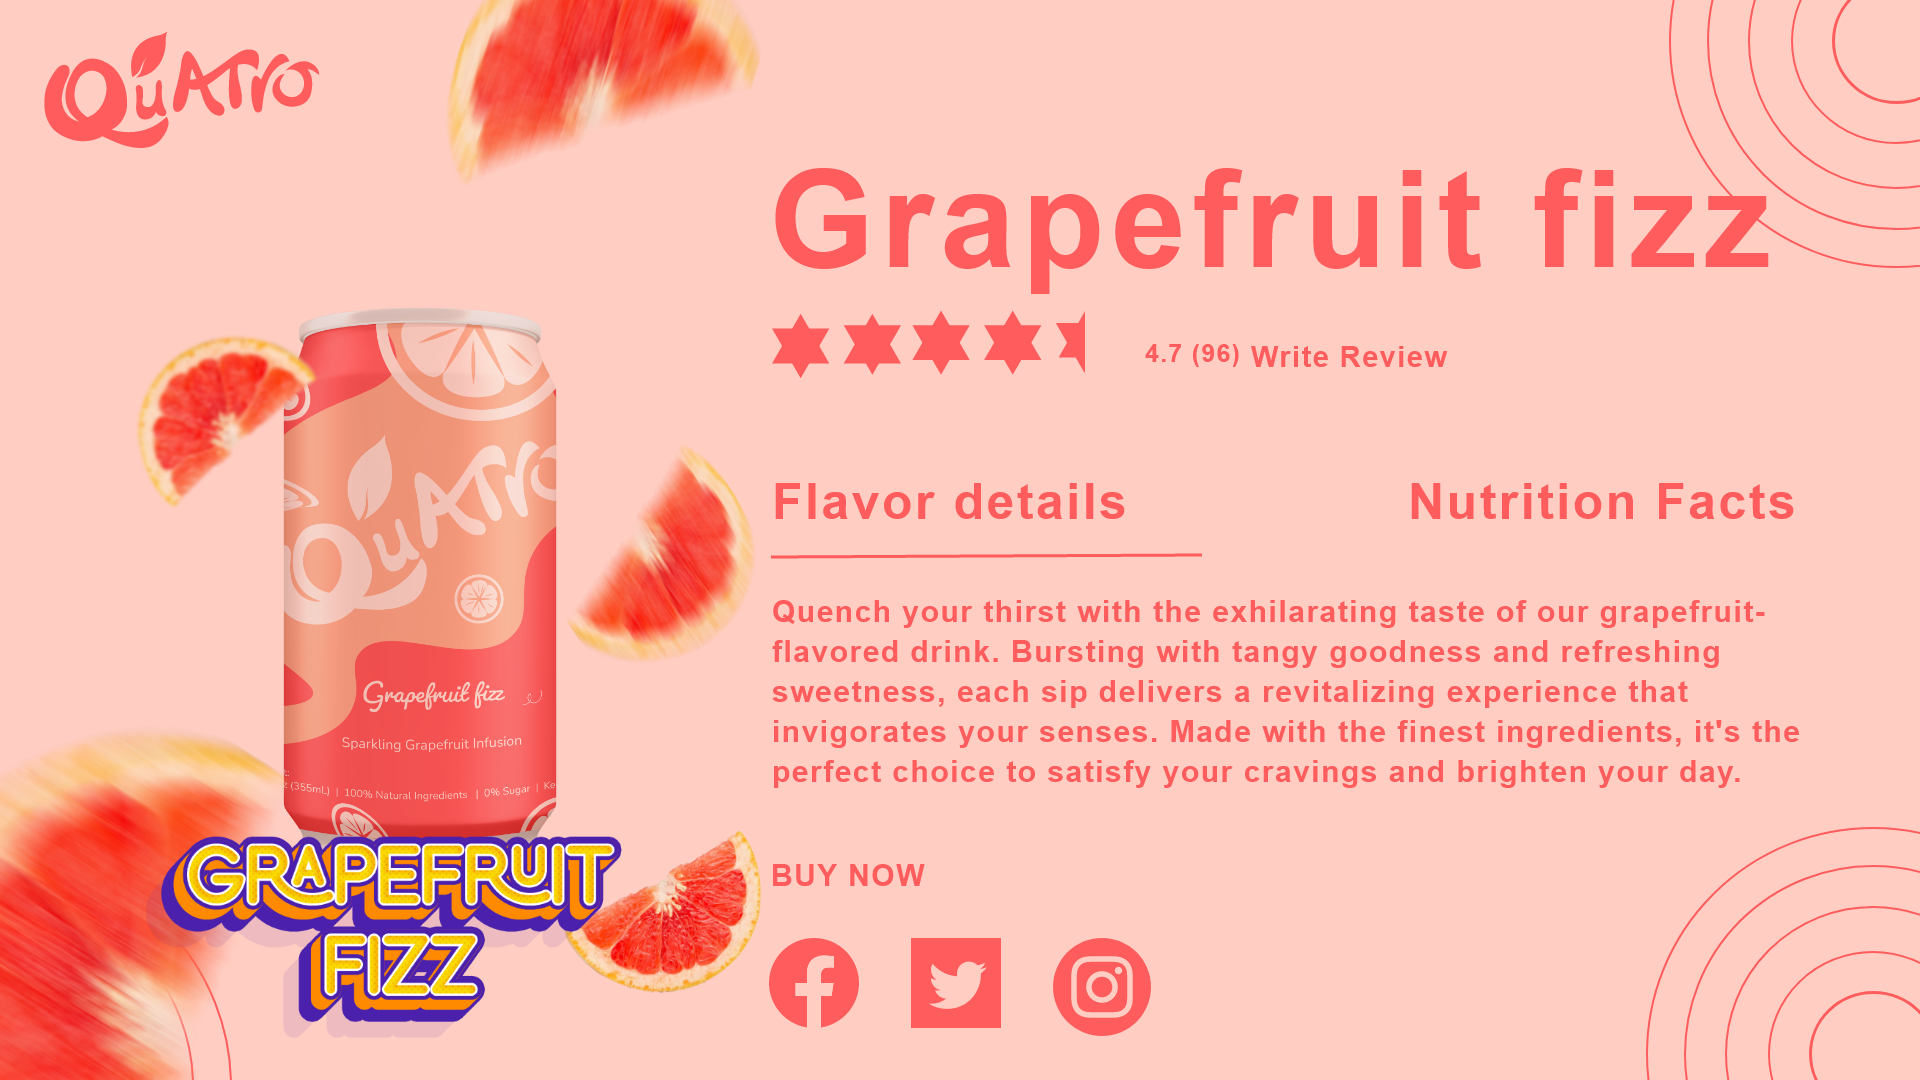 QuATro
Grapefruit fizz
4.7 (96) Write Review
Flavor details
Nutrition Facts
Quench your thirst with the exhilarating taste of our grapefruit-
flavored drink. Bursting with tangy goodness and refreshing
sweetness, each sip delivers a revitalizing experience that
invigorates your senses. Made with the finest ingredients, it's the
perfect choice to satisfy your cravings and brighten your day.
BUY NOW
QuATro
Grapefruit fizz
Sparkling Grapefruit Infusion
(355mL) | 100% Natural Ingredients | 0% Sugar |
GRAPEFRUIT
FIZZ